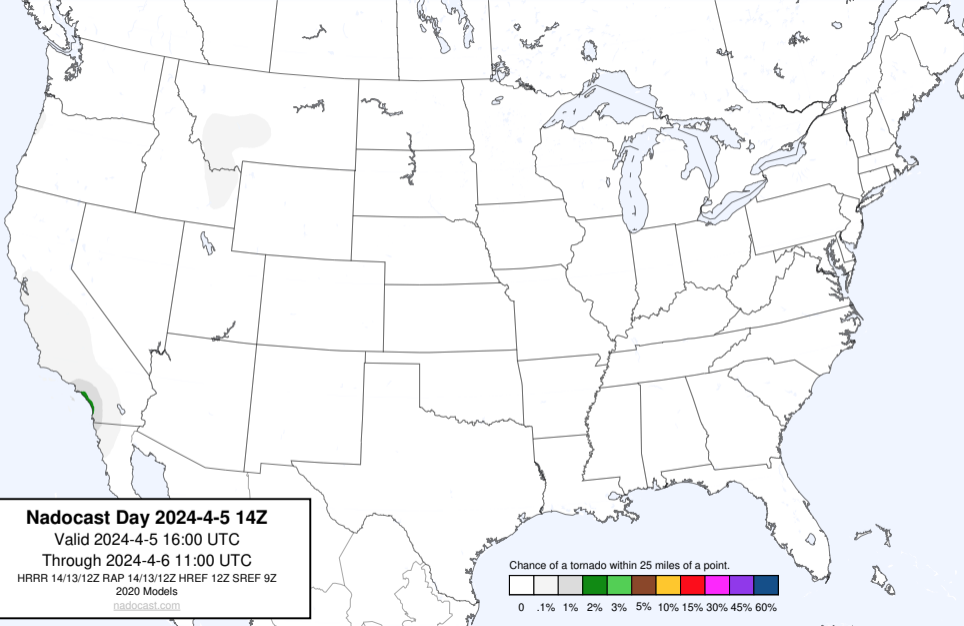 Nadocast Day 2024-4-5 14Z
Valid 2024-4-5 16:00 UTC
Through 2024-4-6 11:00 UTC
HRRR 14/13/12Z RAP 14/13/12Z HREF 12Z SREF 9Z
2020 Models
nadocast.com
Chance of a tornado within 25 miles of a point.
0 .1% 1% 2% 3% 5% 10% 15% 30% 45% 60%